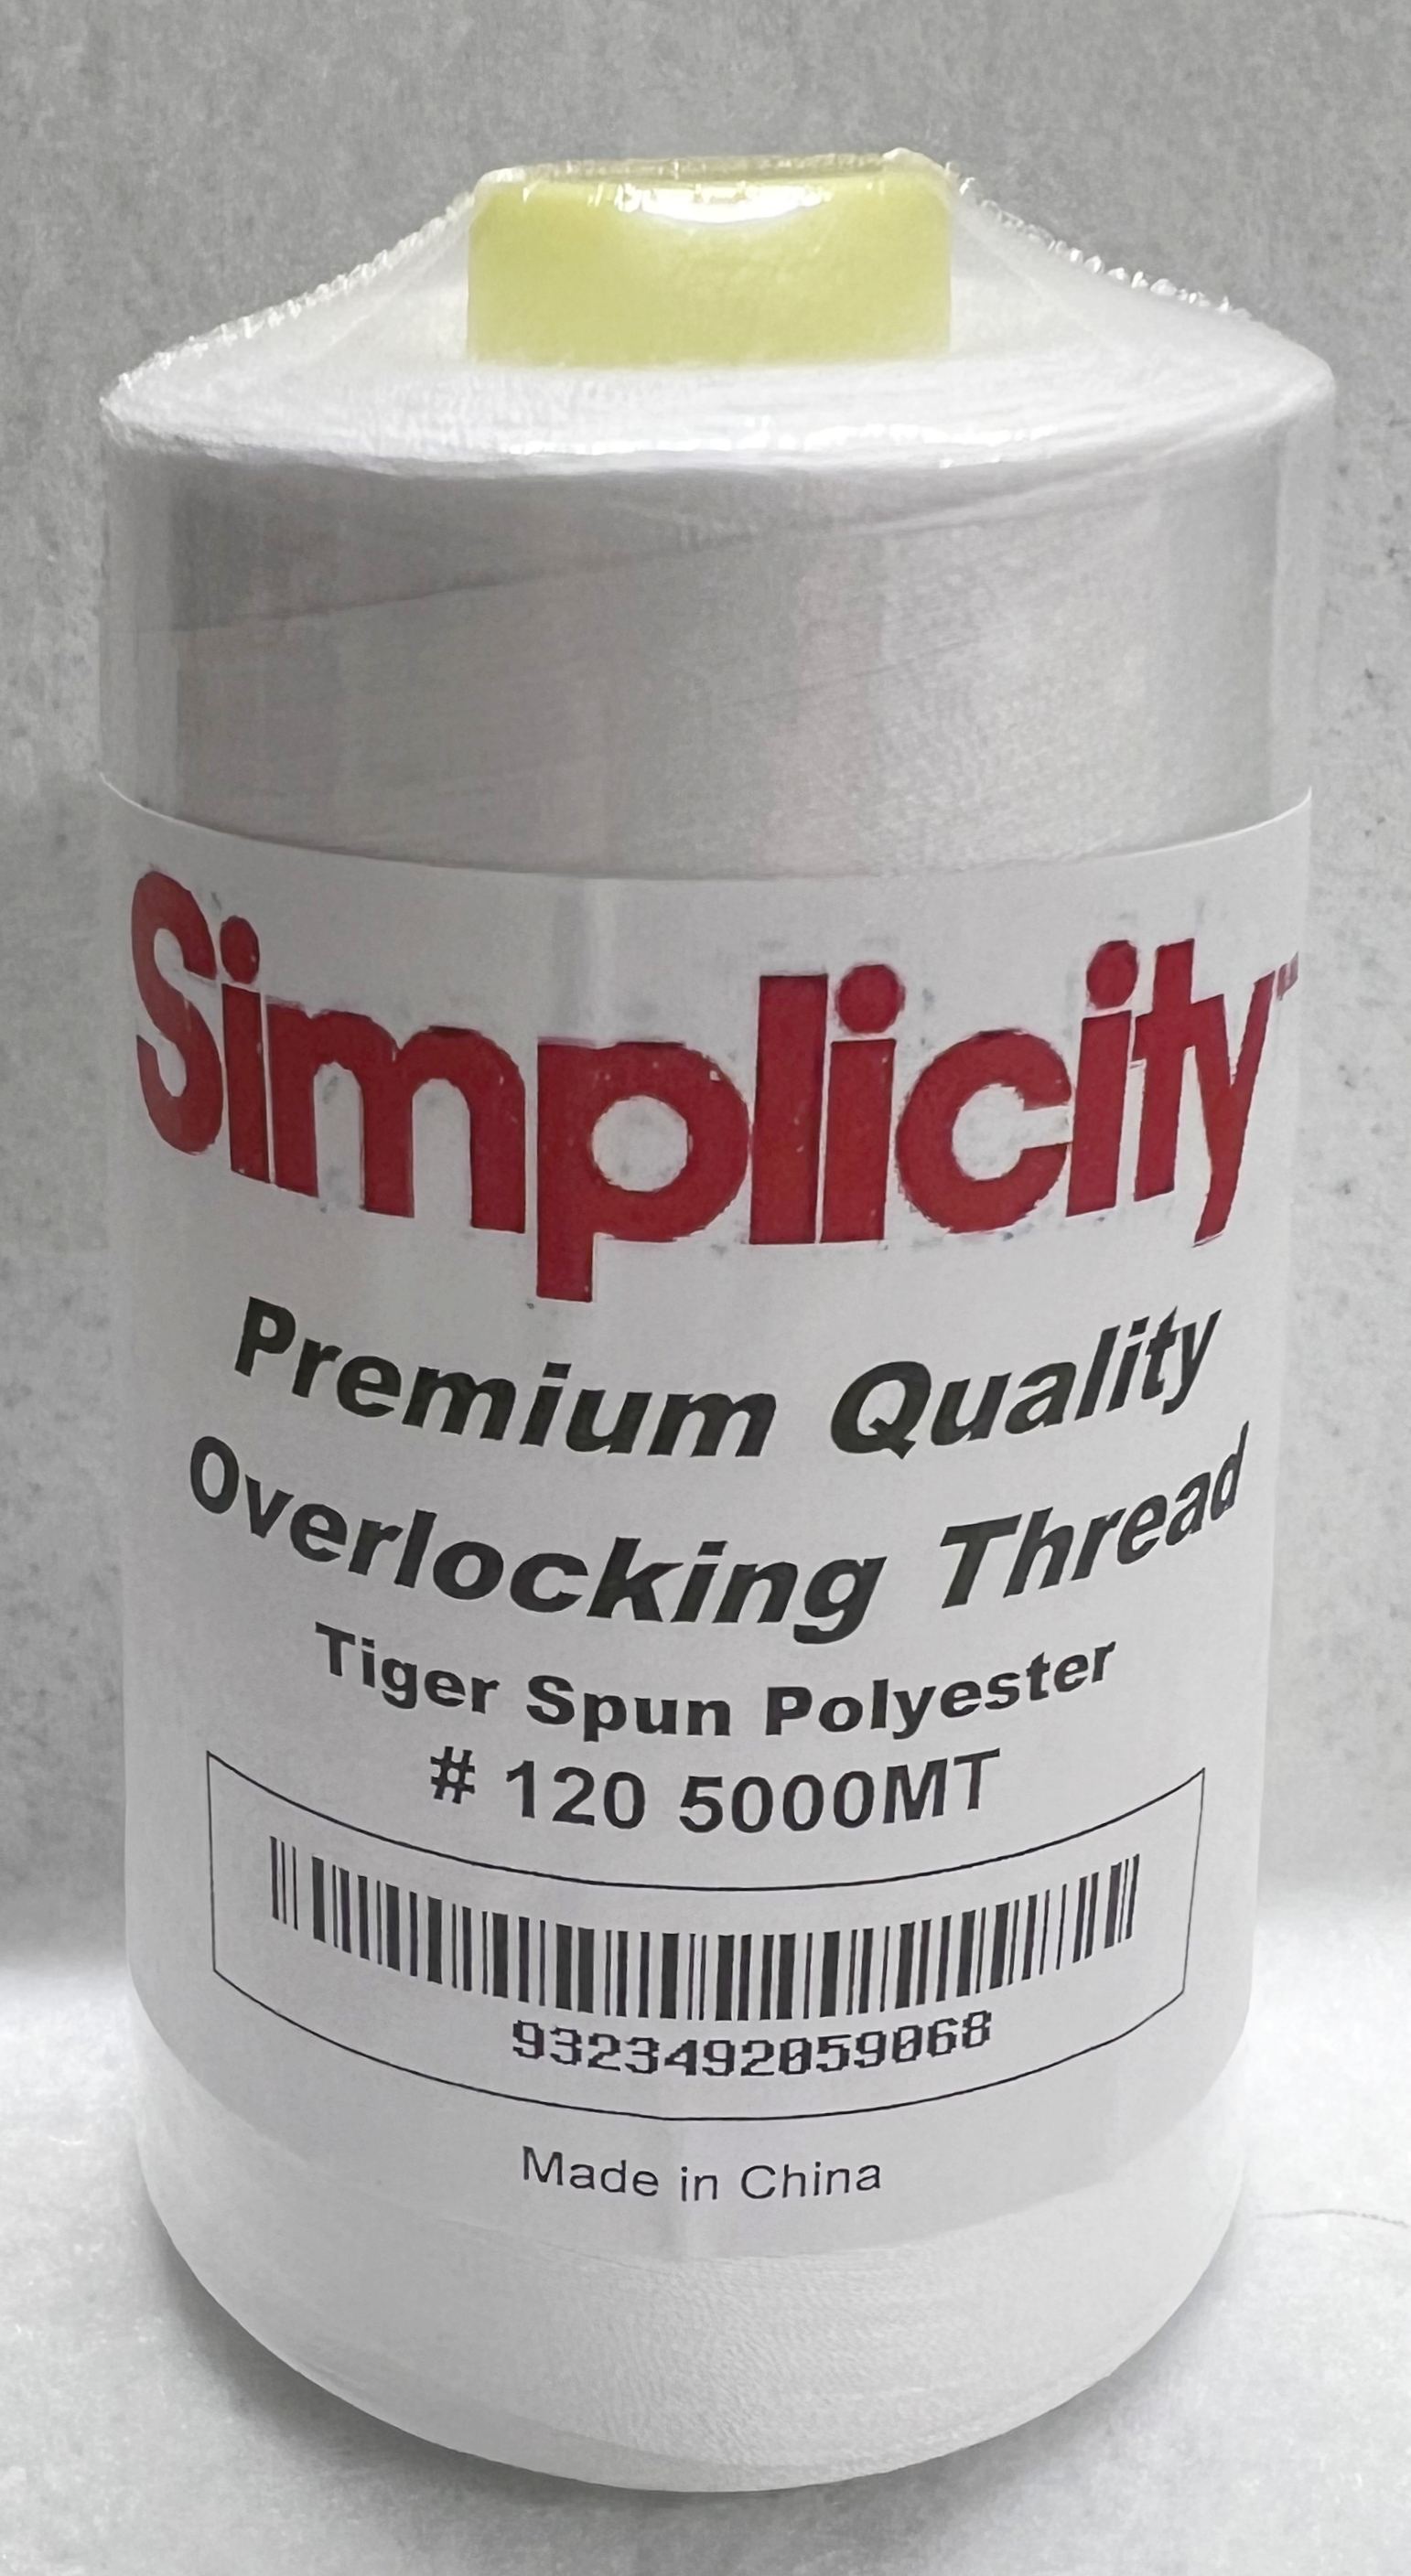 Simplicity™
Premium Quality
Overlocking Thread
Tiger Spun Polyester
# 120 5000MT
9323492059068
Made in China